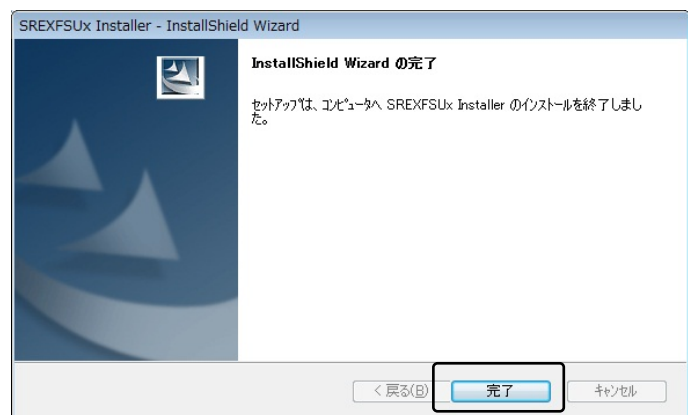 SREXFSUx Installer - InstallShield Wizard
InstallShield Wizard の完了
ｾｯﾄｱｯﾌﾟは、ｺﾝﾋﾟｭｰﾀへ SREXFSUx Installer のｲﾝｽﾄｰﾙを終了しまし
た。
< 戻る(B)
完了
ｷｬﾝｾﾙ